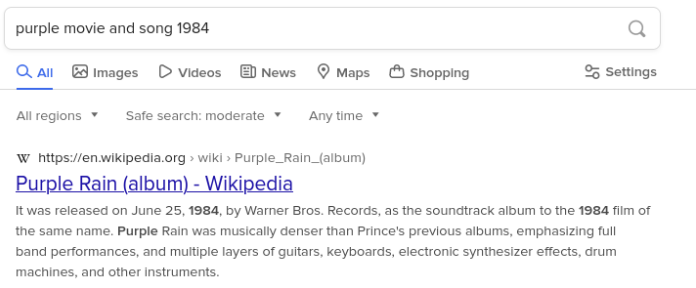 purple movie and song 1984
All Images Videos News Maps Shopping Settings
All regions Safe search: moderate Any time
W https://en.wikipedia.org › wiki › Purple_Rain_(album)
Purple Rain (album) - Wikipedia
It was released on June 25, 1984, by Warner Bros. Records, as the soundtrack album to the 1984 film of
the same name. Purple Rain was musically denser than Prince's previous albums, emphasizing full
band performances, and multiple layers of guitars, keyboards, electronic synthesizer effects, drum
machines, and other instruments.